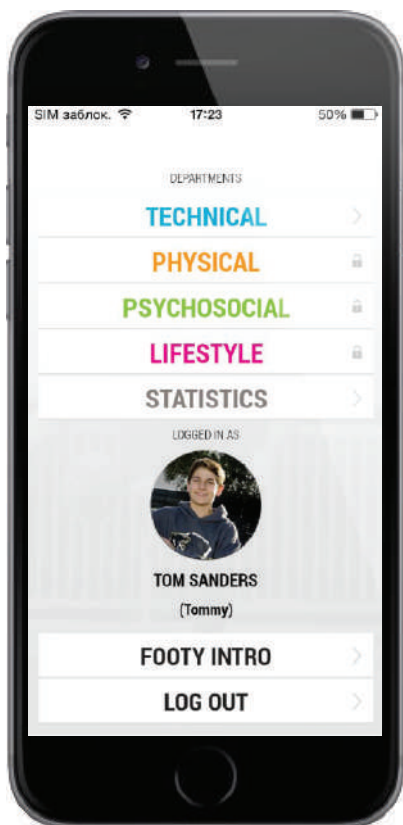 SIM заблок. 17:23 50%
DEPARTMENTS
TECHNICAL
PHYSICAL
PSYCHOSOCIAL
LIFESTYLE
STATISTICS
LOGGED IN AS
TOM SANDERS
(Tommy)
FOOTY INTRO
LOG OUT